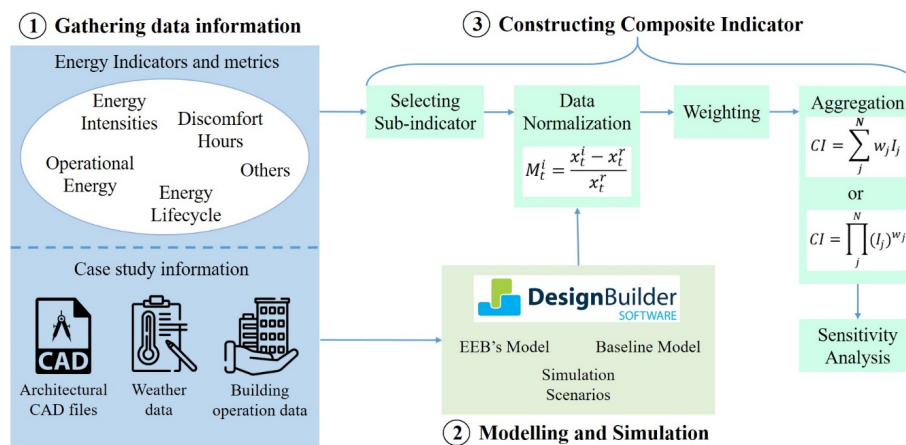 ① Gathering data information
Energy Indicators and metrics
Energy
Intensities
Discomfort
Hours
Operational
Energy
Others
Energy
Lifecycle
Case study information
CAD
Architectural
CAD files
Weather
data
Building
operation data
③ Constructing Composite Indicator
Selecting
Sub-indicator
Data
Normalization
M_t^i = \frac{x_t^i - x_t^r}{x_t^r}
Weighting
Aggregation
CI = \sum_j^N w_j I_j
or
CI = \prod_j^N (I_j)^{w_j}
Sensitivity
Analysis
DesignBuilder
SOFTWARE
EEB's Model
Baseline Model
Simulation
Scenarios
② Modelling and Simulation